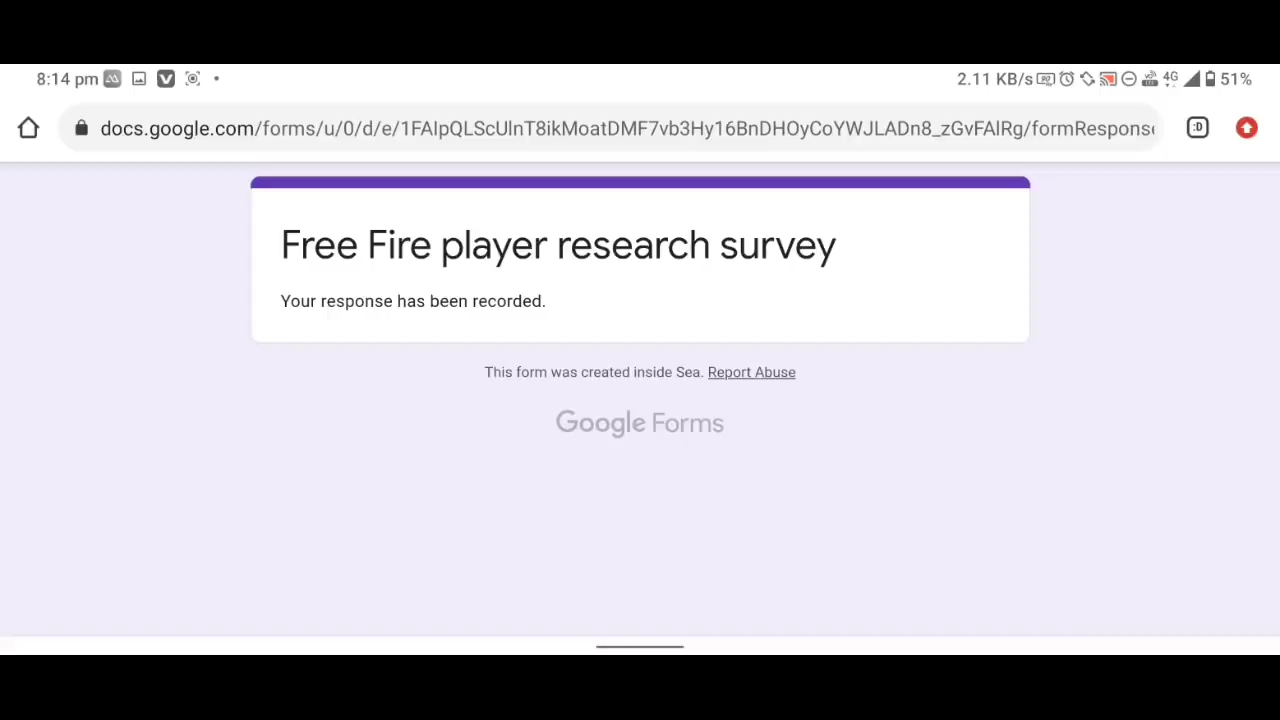 8:14 pm
2.11 KB/s 4G 51%
docs.google.com/forms/u/0/d/e/1FAIpQLScUlnT8ikMoatDMF7vb3Hy16BnDHOyCoYWJLADn8_zGvFAlRg/formRespons
:D
Free Fire player research survey
Your response has been recorded.
This form was created inside Sea. Report Abuse
Google Forms